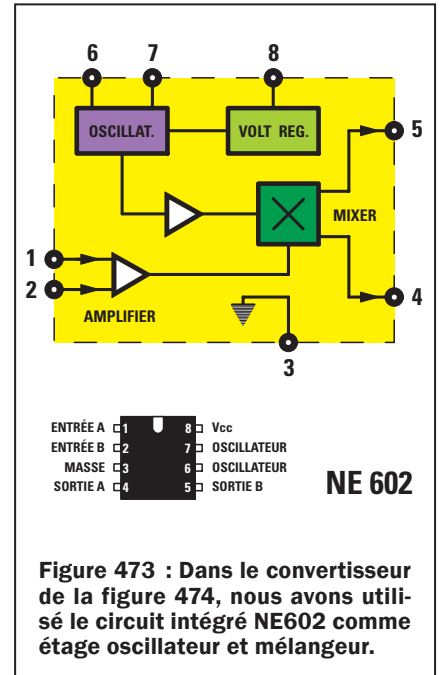 6 7 8
OSCILLAT. VOLT REG. 5
MIXER
1
2
AMPLIFIER 4
3
ENTRÉE A 1 8 Vcc
ENTRÉE B 2 7 OSCILLATEUR
MASSE 3 6 OSCILLATEUR
SORTIE A 4 5 SORTIE B
NE 602
Figure 473 : Dans le convertisseur
de la figure 474, nous avons utili-
sé le circuit intégré NE602 comme
étage oscillateur et mélangeur.